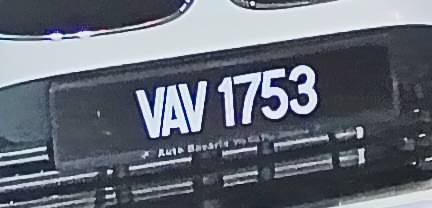 VAV 1753
Auto Bavaria